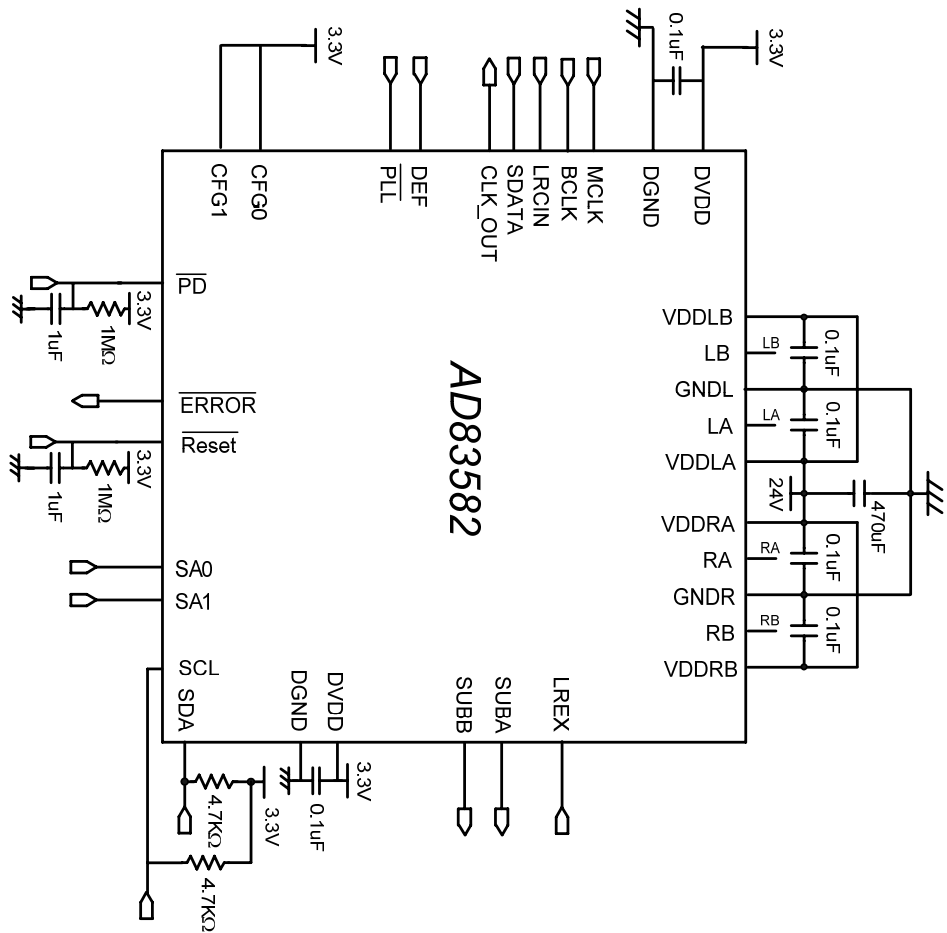 3.3V
0.1uF
3.3V
CFG1
CFG0
PLL
DEF
CLK_OUT
SDATA
LRCIN
BCLK
MCLK
DGND
DVDD
PD
3.3V
1MΩ
1uF
ERROR
Reset
3.3V
1MΩ
1uF
SA0
SA1
SCL
SDA
AD83582
VDDLB
LB
LB
0.1uF
GNDL
LA
LA
0.1uF
VDDLA
24V
470uF
VDDRA
RA
RA
0.1uF
GNDR
RB
RB
0.1uF
VDDRB
DGND
DVDD
SUBB
SUBA
LREX
3.3V
0.1uF
3.3V
4.7KΩ
4.7KΩ